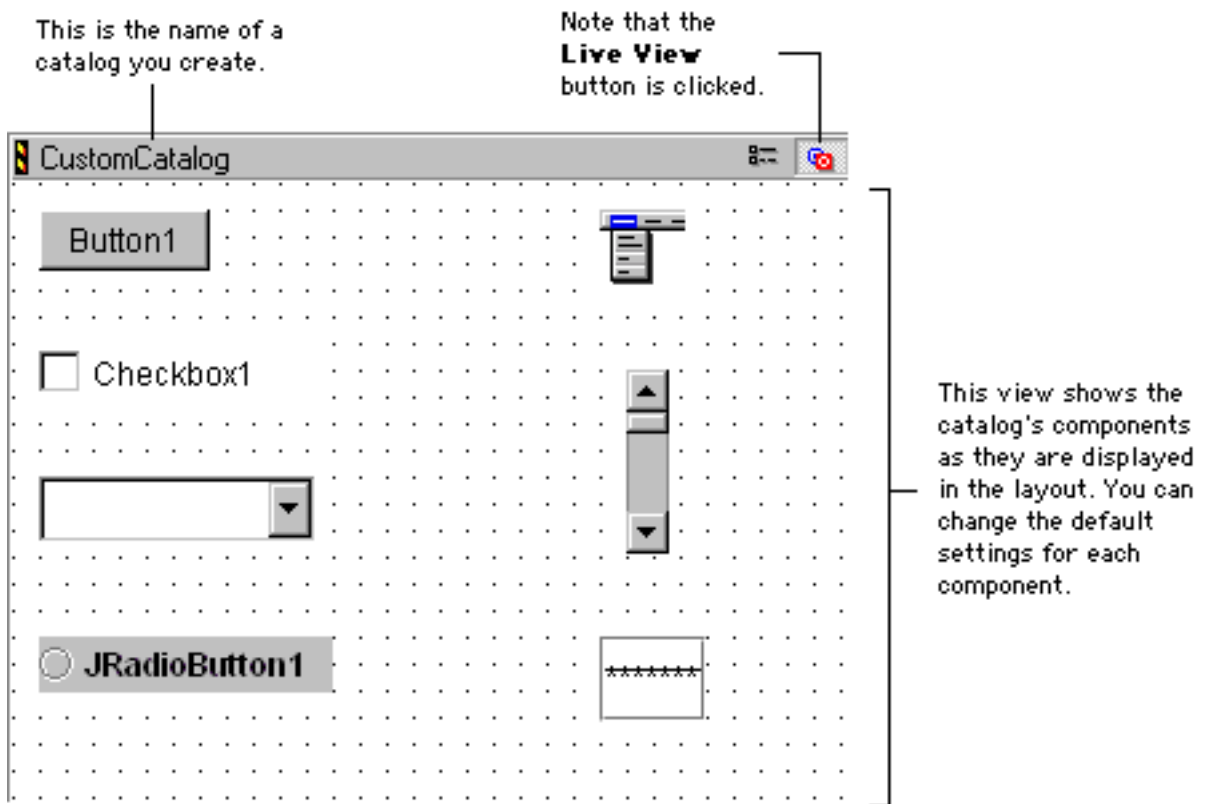 This is the name of a
catalog you create.
Note that the
Live View
button is clicked.
CustomCatalog
Button1
Checkbox1
JRadioButton1
*******
This view shows the
catalog's components
as they are displayed
in the layout. You can
change the default
settings for each
component.